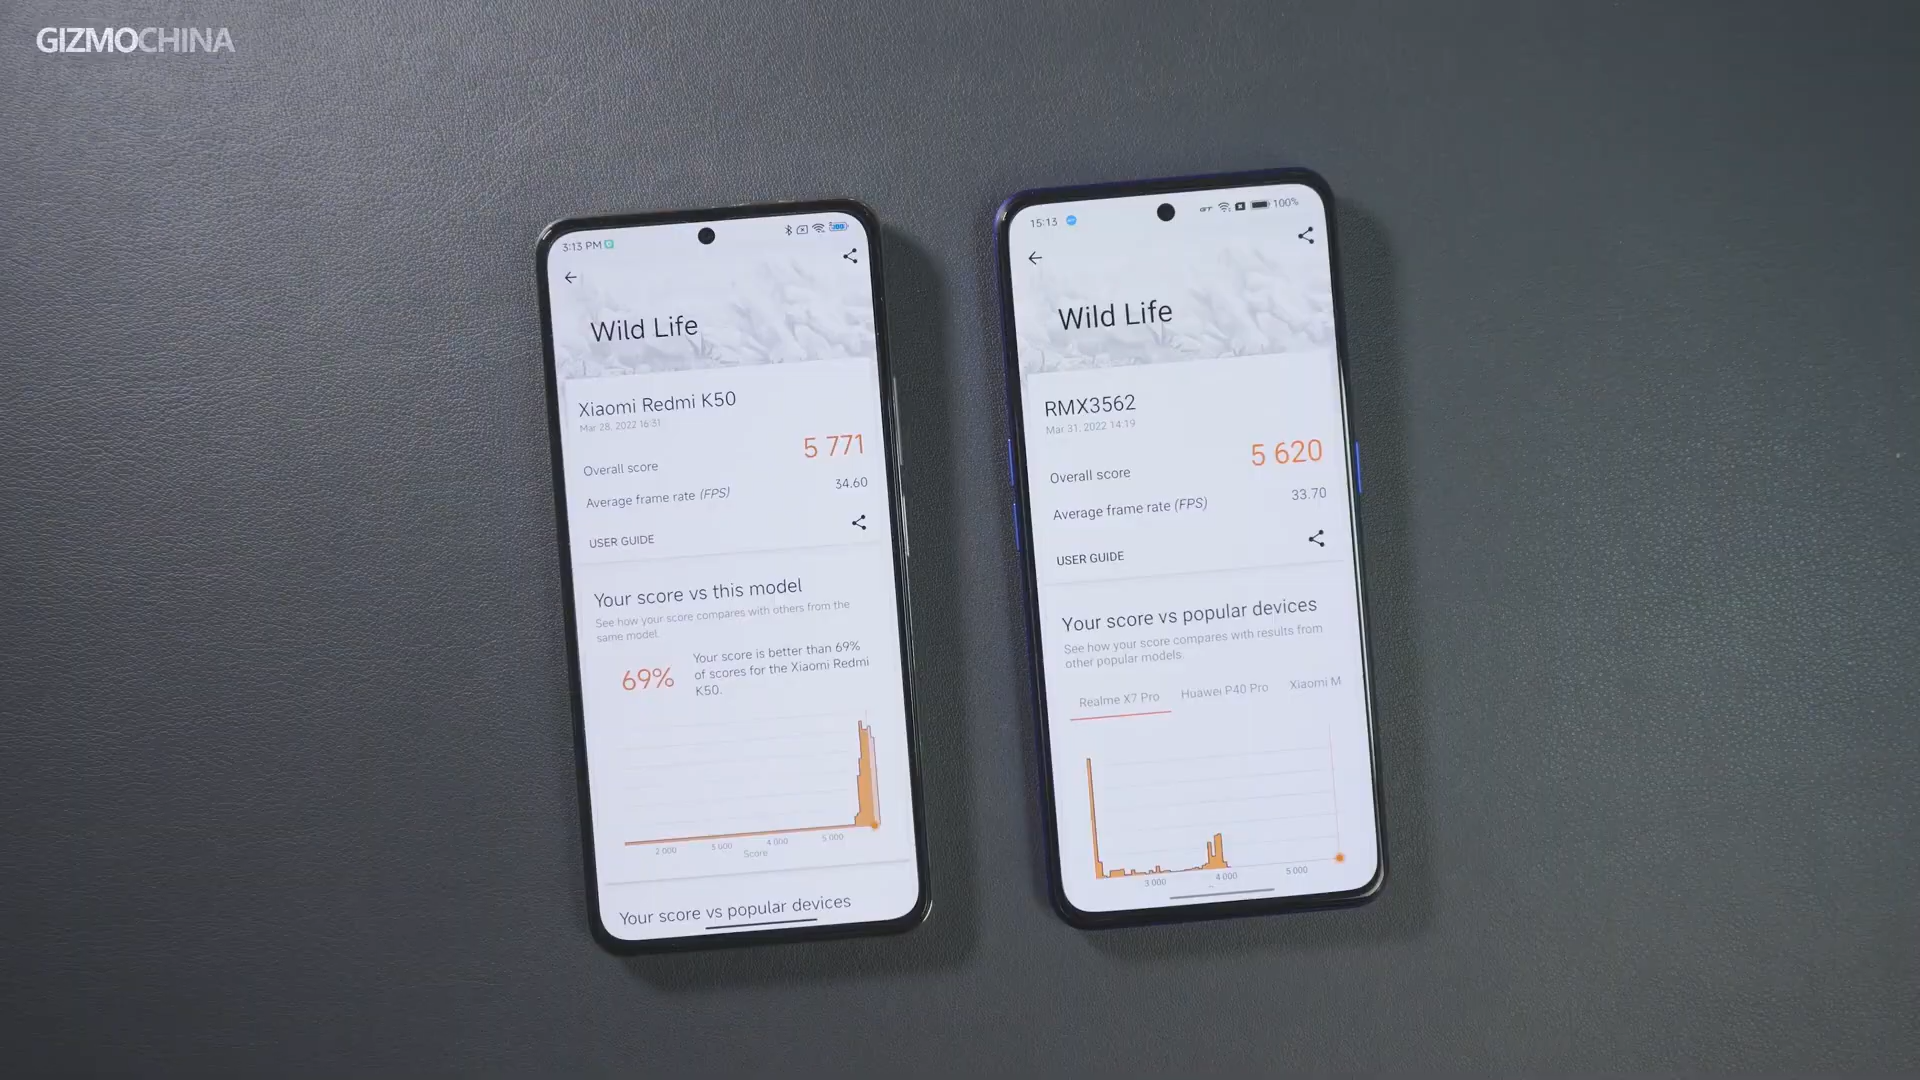 GIZMOCHINA
3:13 PM
Wild Life
Xiaomi Redmi K50
Mar 28, 2022 16:31
5 771
Overall score
34.60
Average frame rate (FPS)
USER GUIDE
Your score vs this model
See how your score compares with others from the
same model.
69%
Your score is better than 69%
of scores for the Xiaomi Redmi
K50.
2 000 4 000 5 000
Score
Your score vs popular devices
15:13
GT 100%
Wild Life
RMX3562
Mar 31, 2022 14:19
5 620
Overall score
33.70
Average frame rate (FPS)
USER GUIDE
Your score vs popular devices
See how your score compares with results from
other popular models.
Realme X7 Pro Huawei P40 Pro Xiaomi M
3 000 4 000 5 000